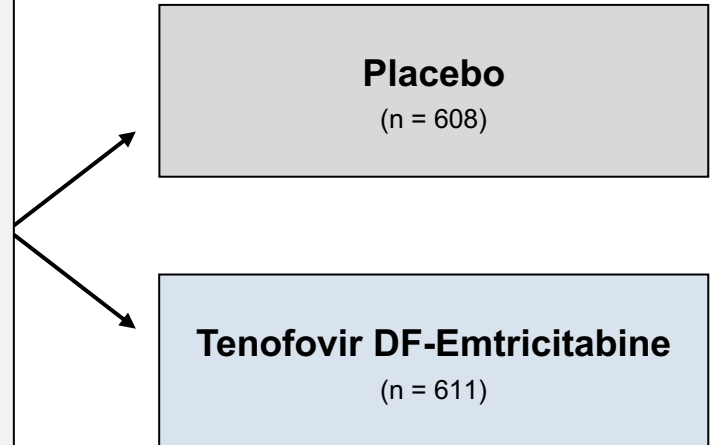 Placebo
(n = 608)
Tenofovir DF-Emtricitabine
(n = 611)